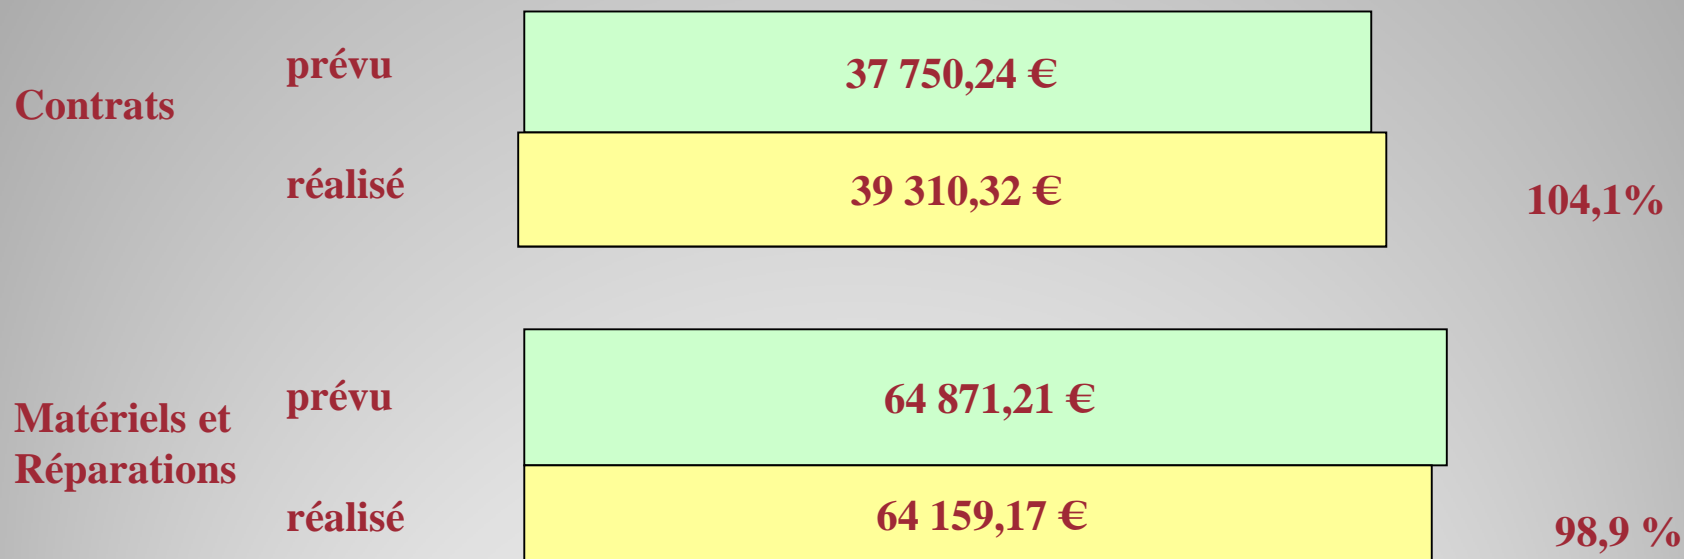 prévu
37 750,24 €
Contrats
réalisé
39 310,32 €
104,1%
prévu
64 871,21 €
Matériels et
Réparations
réalisé
64 159,17 €
98,9 %